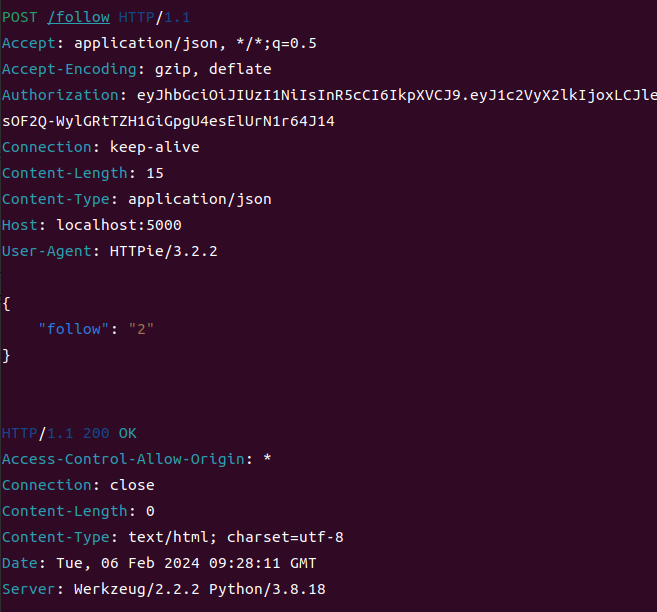 POST /follow HTTP/1.1
Accept: application/json, */*;q=0.5
Accept-Encoding: gzip, deflate
Authorization: eyJhbGciOiJIUzI1NiIsInR5cCI6IkpXVCJ9.eyJ1c2VyX2lkIjoxLCJle
sOF2Q-WylGRtTZH1GiGpgU4esElUrN1r64J14
Connection: keep-alive
Content-Length: 15
Content-Type: application/json
Host: localhost:5000
User-Agent: HTTPie/3.2.2
{
    "follow": "2"
}
HTTP/1.1 200 OK
Access-Control-Allow-Origin: *
Connection: close
Content-Length: 0
Content-Type: text/html; charset=utf-8
Date: Tue, 06 Feb 2024 09:28:11 GMT
Server: Werkzeug/2.2.2 Python/3.8.18